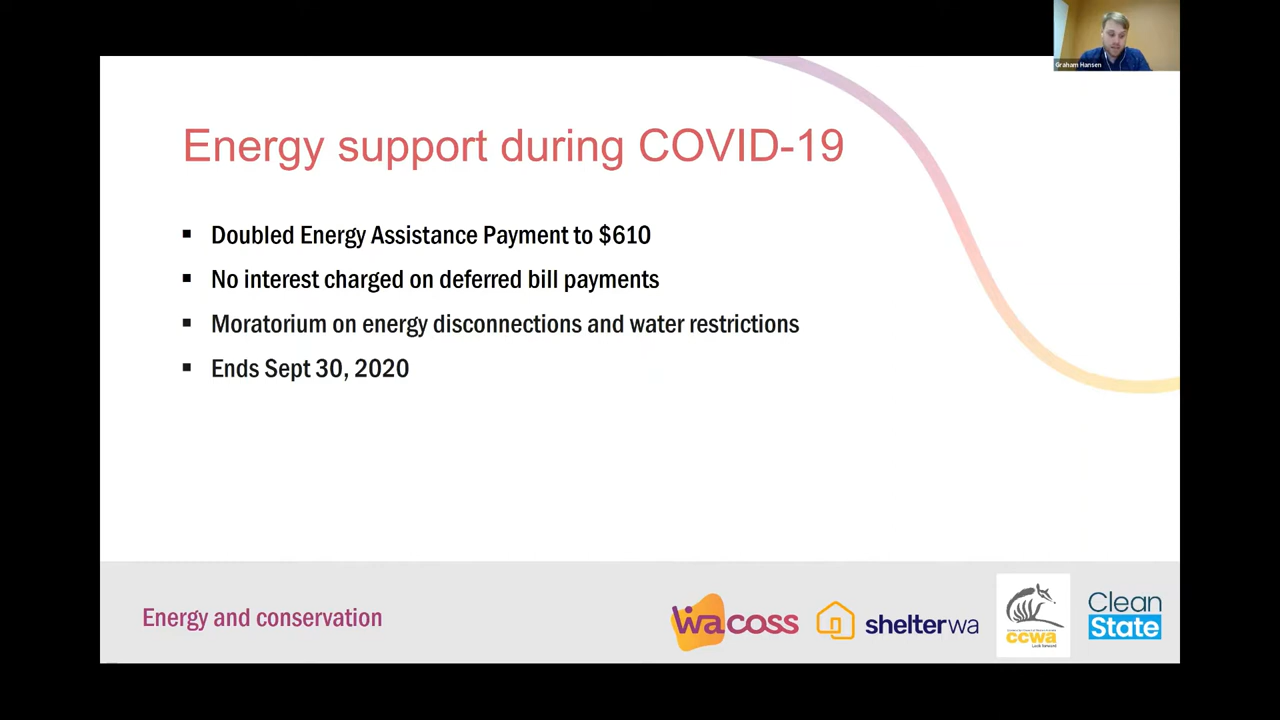 Graham Hansen
Energy support during COVID-19
▪ Doubled Energy Assistance Payment to $610
▪ No interest charged on deferred bill payments
▪ Moratorium on energy disconnections and water restrictions
▪ Ends Sept 30, 2020
Energy and conservation
wacoss
shelterwa
ccwa
Clean
State